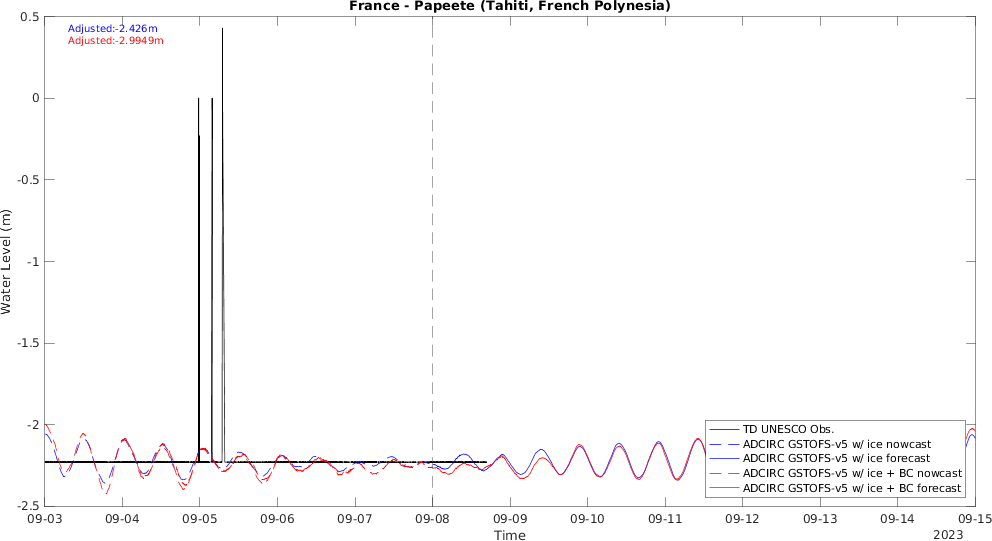 France - Papeete (Tahiti, French Polynesia)
Adjusted:-2.426m
Adjusted:-2.9949m
0.5
0
-0.5
-1
-1.5
-2
-2.5
Water Level (m)
TD UNESCO Obs.
ADCIRC GSTOFS-v5 w/ ice nowcast
ADCIRC GSTOFS-v5 w/ ice forecast
ADCIRC GSTOFS-v5 w/ ice + BC nowcast
ADCIRC GSTOFS-v5 w/ ice + BC forecast
09-03 09-04 09-05 09-06 09-07 09-08 09-09 09-10 09-11 09-12 09-13 09-14 09-15
Time
2023